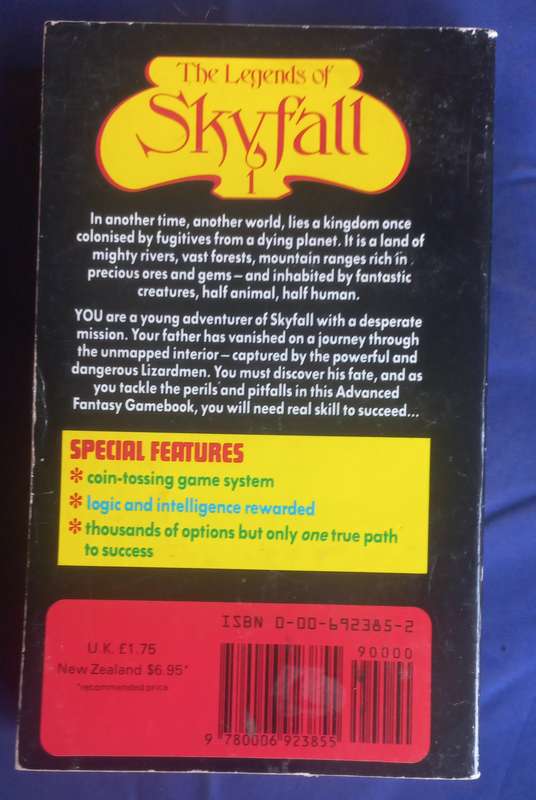 The Legends of
Skyfall
1
In another time, another world, lies a kingdom once
colonised by fugitives from a dying planet. It is a land of
mighty rivers, vast forests, mountain ranges rich in
precious ores and gems – and inhabited by fantastic
creatures, half animal, half human.
YOU are a young adventurer of Skyfall with a desperate
mission. Your father has vanished on a journey through
the unmapped interior – captured by the powerful and
dangerous Lizardmen. You must discover his fate, and as
you tackle the perils and pitfalls in this Advanced
Fantasy Gamebook, you will need real skill to succeed...
SPECIAL FEATURES
* coin-tossing game system
* logic and intelligence rewarded
* thousands of options but only one true path
to success
ISBN 0-00-692385-2
U.K. £1.75
New Zealand $6.95*
*recommended price
90000
9 780006 923855